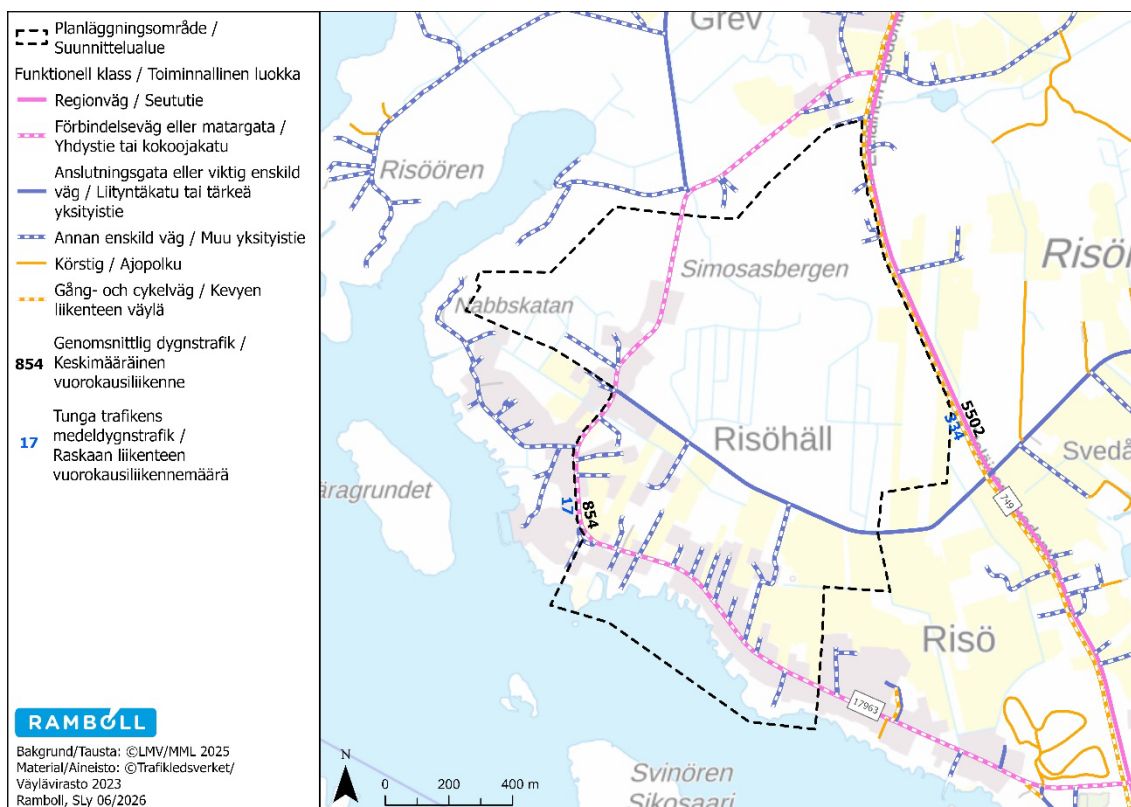 Planläggningsområde /
Suunnittelualue
Funktionell klass / Toiminnallinen luokka
Regionväg / Seututie
Förbindelseväg eller matargata /
Yhdystie tai kokoojakatu
Anslutningsgata eller viktig enskild
väg / Liityntäkatu tai tärkeä
yksityistie
Annan enskild väg / Muu yksityistie
Körstig / Ajopolku
Gång- och cykelväg / Kevyen
liikenteen väylä
854
Genomsnittlig dygnstrafik /
Keskimääräinen
vuorokausiliikenne
17
Tunga trafikens
medeldygnstrafik /
Raskaan liikenteen
vuorokausiliikennemäärä
RAMBOLL
Bakgrund/Tausta: ©LMV/MML 2025
Material/Aineisto: ©Trafikledsverket/
Väylävirasto 2023
Ramboll, SLy 06/2026
N
0 200 400 m
Grev
Risöören
Simosasbergen
Nabbskatan
Risöh
5502
334
Risöhäll
Svedå
äragrundet
749
17
854
Risö
17963
Svinören
Sikosaari